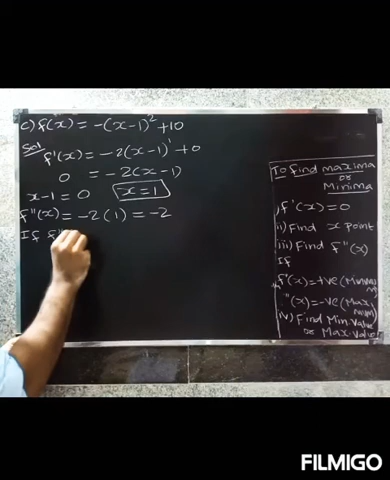 c) f(x) = -(x-1)² + 10
Sol f'(x) = -2(x-1)¹ + 0
0 = -2(x-1)
x-1 = 0 x=1
f''(x) = -2(1) = -2
If f''
To find maxima
or
Minima
i) f'(x) = 0
ii) Find x point
iii) Find f''(x)
If
f''(x) = +ve (Minimum)
''(x) = -ve (Max
iv) Find Min. Value
or Max. Value
FILMIGO